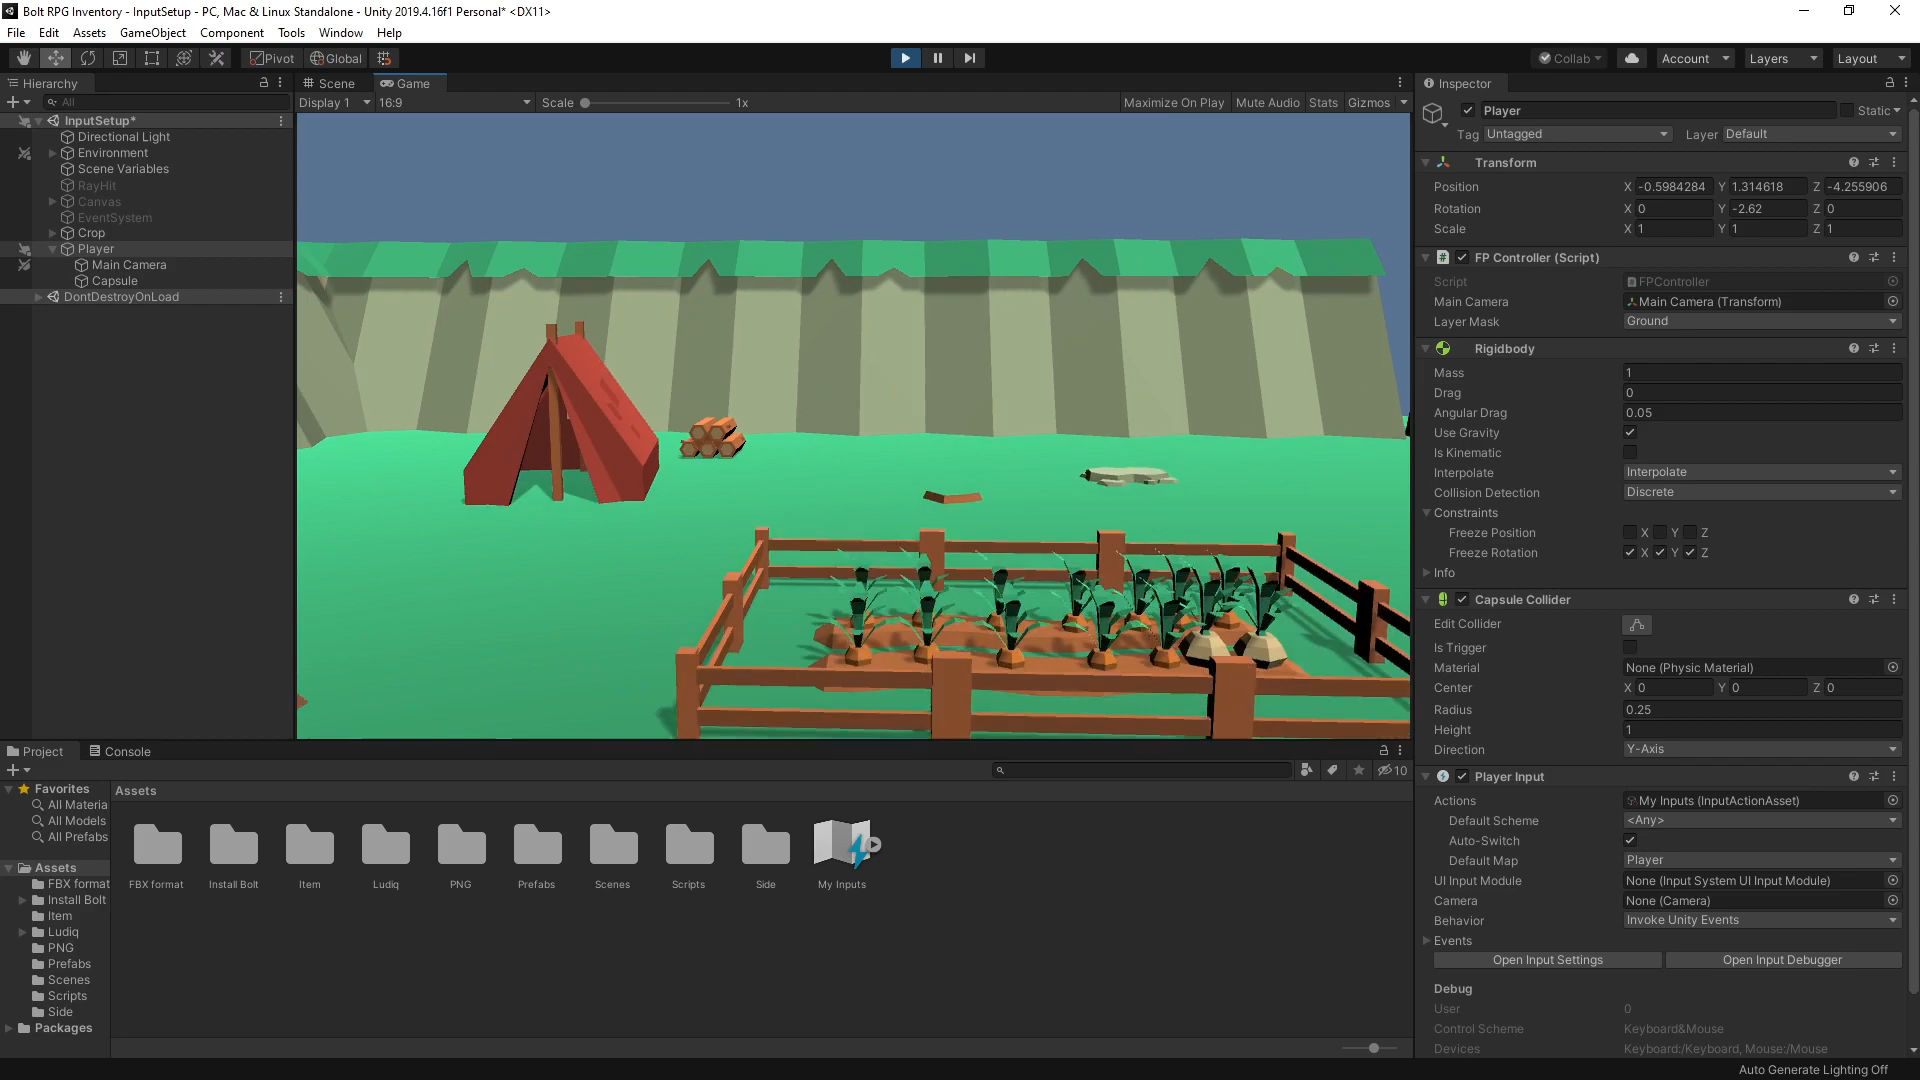 Bolt RPG Inventory - InputSetup - PC, Mac & Linux Standalone - Unity 2019.4.16f1 Personal* <DX11>
File Edit Assets GameObject Component Tools Window Help
Pivot Global Collab Account Layers Layout
Hierarchy
All
InputSetup*
Directional Light
Environment
Scene Variables
RayHit
Canvas
EventSystem
Crop
Player
Main Camera
Capsule
DontDestroyOnLoad
Scene Game
Display 1 16:9 Scale 1x Maximize On Play Mute Audio Stats Gizmos
Inspector
Player Static
Tag Untagged Layer Default
Transform
Position X -0.5984284 Y 1.314618 Z -4.255906
Rotation X 0 Y -2.62 Z 0
Scale X 1 Y 1 Z 1
# FP Controller (Script)
Script FPController
Main Camera Main Camera (Transform)
Layer Mask Ground
Rigidbody
Mass 1
Drag 0
Angular Drag 0.05
Use Gravity
Is Kinematic
Interpolate Interpolate
Collision Detection Discrete
Constraints
Freeze Position X Y Z
Freeze Rotation X Y Z
Info
Capsule Collider
Edit Collider
Is Trigger
Material None (Physic Material)
Center X 0 Y 0 Z 0
Radius 0.25
Height 1
Direction Y-Axis
Player Input
Actions My Inputs (InputActionAsset)
Default Scheme <Any>
Auto-Switch
Default Map Player
UI Input Module None (Input System UI Input Module)
Camera None (Camera)
Behavior Invoke Unity Events
Events
Open Input Settings Open Input Debugger
Debug
User 0
Control Scheme Keyboard&Mouse
Devices Keyboard:/Keyboard, Mouse:/Mouse
Project Console
10
Favorites
All Materia
All Models
All Prefabs
Assets
FBX format
Install Bolt
Item
Ludiq
PNG
Prefabs
Scenes
Scripts
Side
Packages
Assets
FBX format Install Bolt Item Ludiq PNG Prefabs Scenes Scripts Side My Inputs
Auto Generate Lighting Off